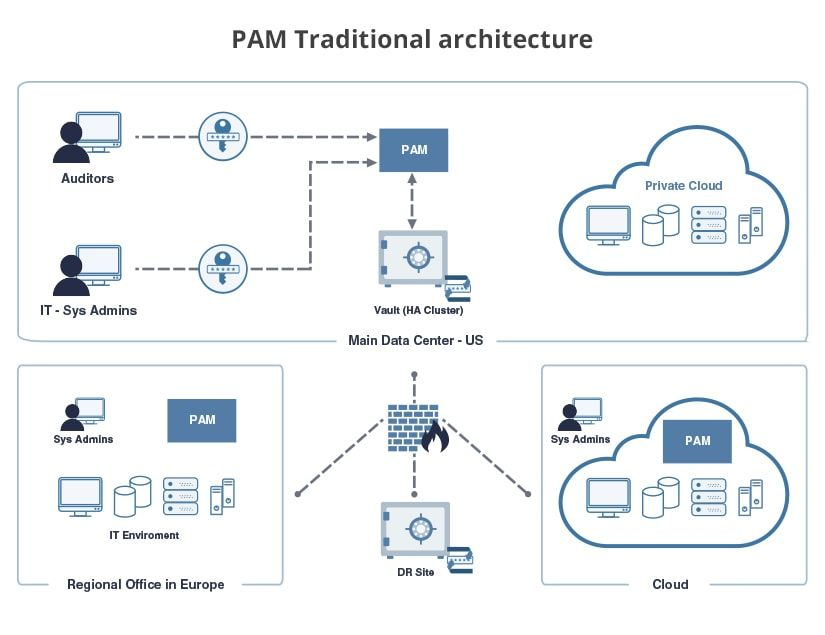 PAM Traditional architecture
Auditors
PAM
Private Cloud
IT - Sys Admins
Vault (HA Cluster)
Main Data Center - US
Sys Admins
PAM
IT Enviroment
Regional Office in Europe
DR Site
Sys Admins
PAM
Cloud